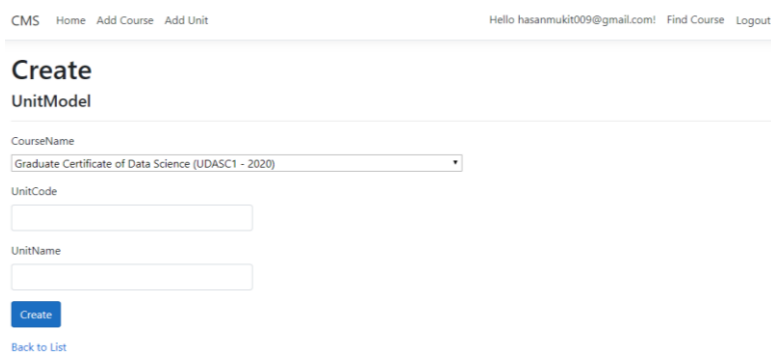 CMS Home Add Course Add Unit Hello hasanmukit009@gmail.com! Find Course Logout
Create
UnitModel
CourseName
Graduate Certificate of Data Science (UDASC1 - 2020)
UnitCode
UnitName
Create
Back to List